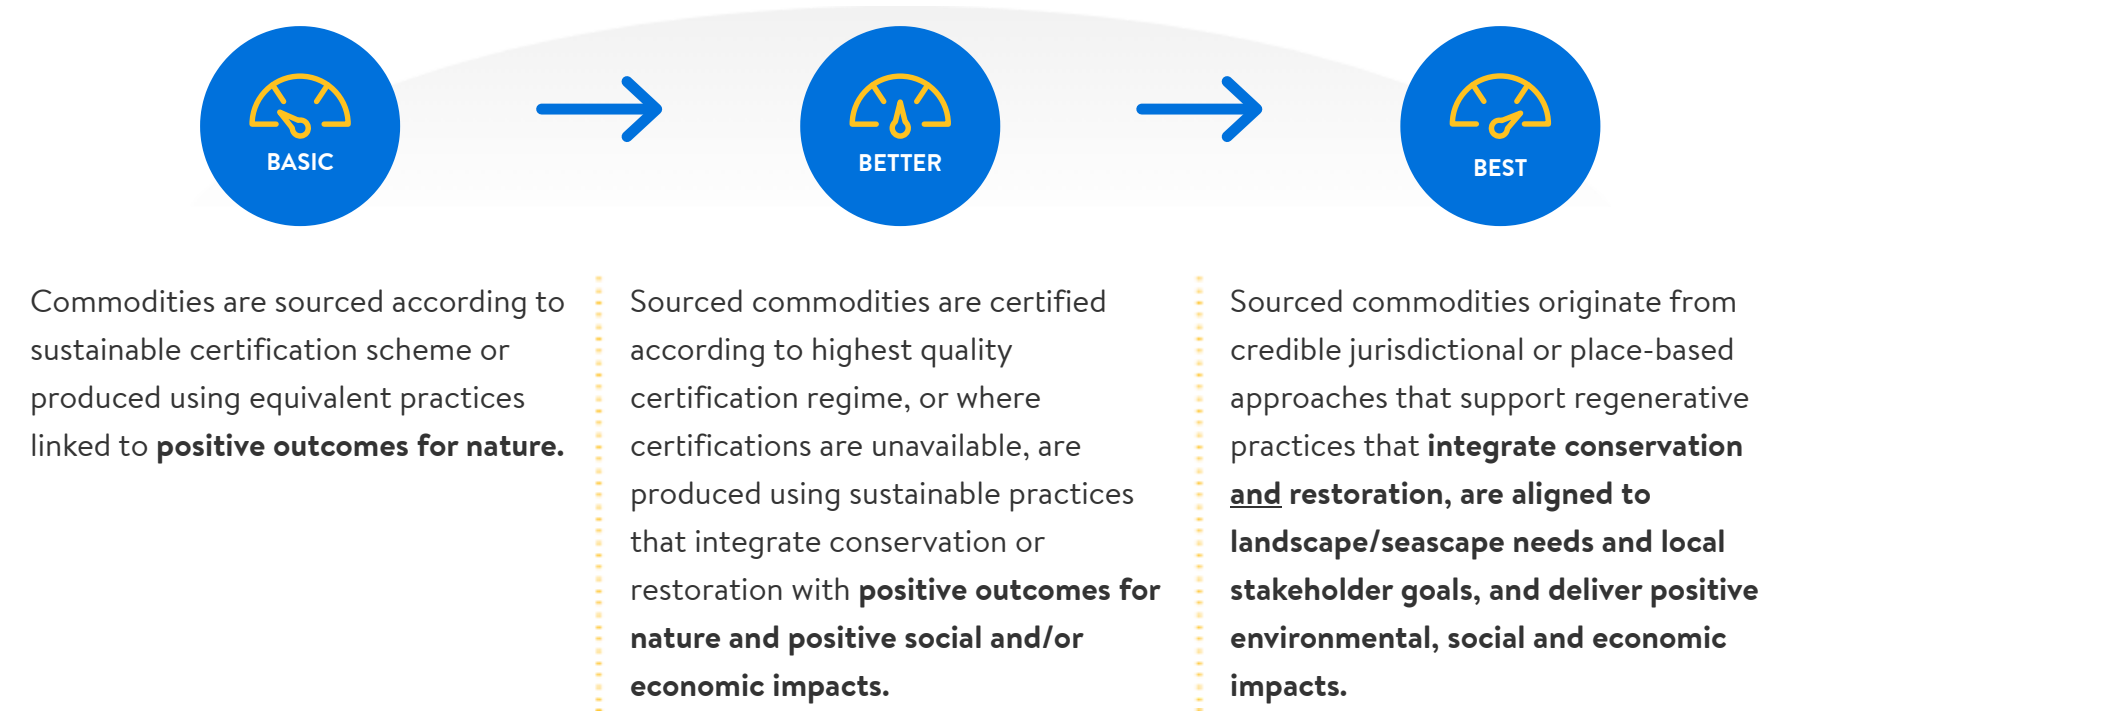 BASIC
BETTER
BEST
Commodities are sourced according to
sustainable certification scheme or
produced using equivalent practices
linked to positive outcomes for nature.
Sourced commodities are certified
according to highest quality
certification regime, or where
certifications are unavailable, are
produced using sustainable practices
that integrate conservation or
restoration with positive outcomes for
nature and positive social and/or
economic impacts.
Sourced commodities originate from
credible jurisdictional or place-based
approaches that support regenerative
practices that integrate conservation
and restoration, are aligned to
landscape/seascape needs and local
stakeholder goals, and deliver positive
environmental, social and economic
impacts.